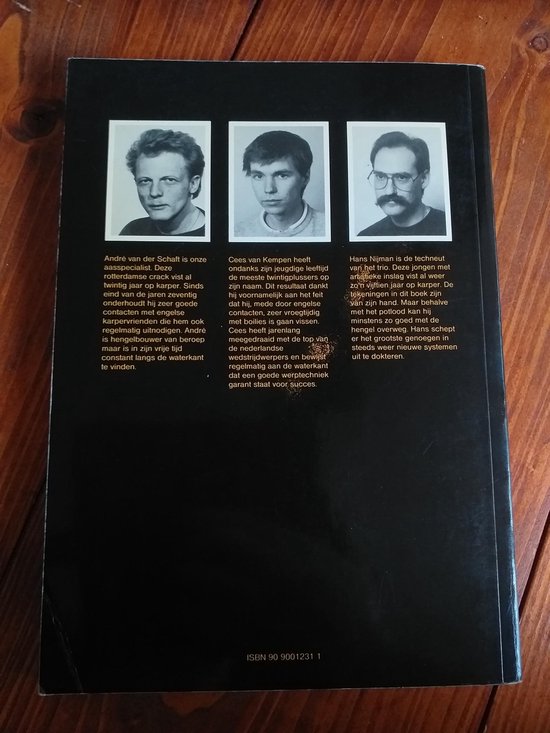 André van der Schaft is onze
aasspecialist. Deze
rotterdamse crack vist al
twintig jaar op karper. Sinds
eind van de jaren zeventig
onderhoudt hij zeer goede
contacten met engelse
karpervrienden die hem ook
regelmatig uitnodigen. André
is hengelbouwer van beroep
maar is in zijn vrije tijd
constant langs de waterkant
te vinden.
Cees van Kempen heeft
ondanks zijn jeugdige leeftijd
de meeste twintigplussers op
zijn naam. Dit resultaat dankt
hij voornamelijk aan het feit
dat hij, mede door engelse
contacten, zeer vroegtijdig
met boilies is gaan vissen.
Cees heeft jarenlang
meegedraaid met de top van
de nederlandse
wedstrijdwerpers en bewijst
regelmatig aan de waterkant
dat een goede werptechniek
garant staat voor succes.
Hans Nijman is de techneut
van het trio. Deze jongen met
artistieke inslag vist al weer
zo'n vijftien jaar op karper. De
tekeningen in dit boek zijn
van zijn hand. Maar behalve
met het potlood kan hij
minstens zo goed met de
hengel overweg. Hans schept
er het grootste genoegen in
steeds weer nieuwe systemen
uit te dokteren.
ISBN 90 9001231 1